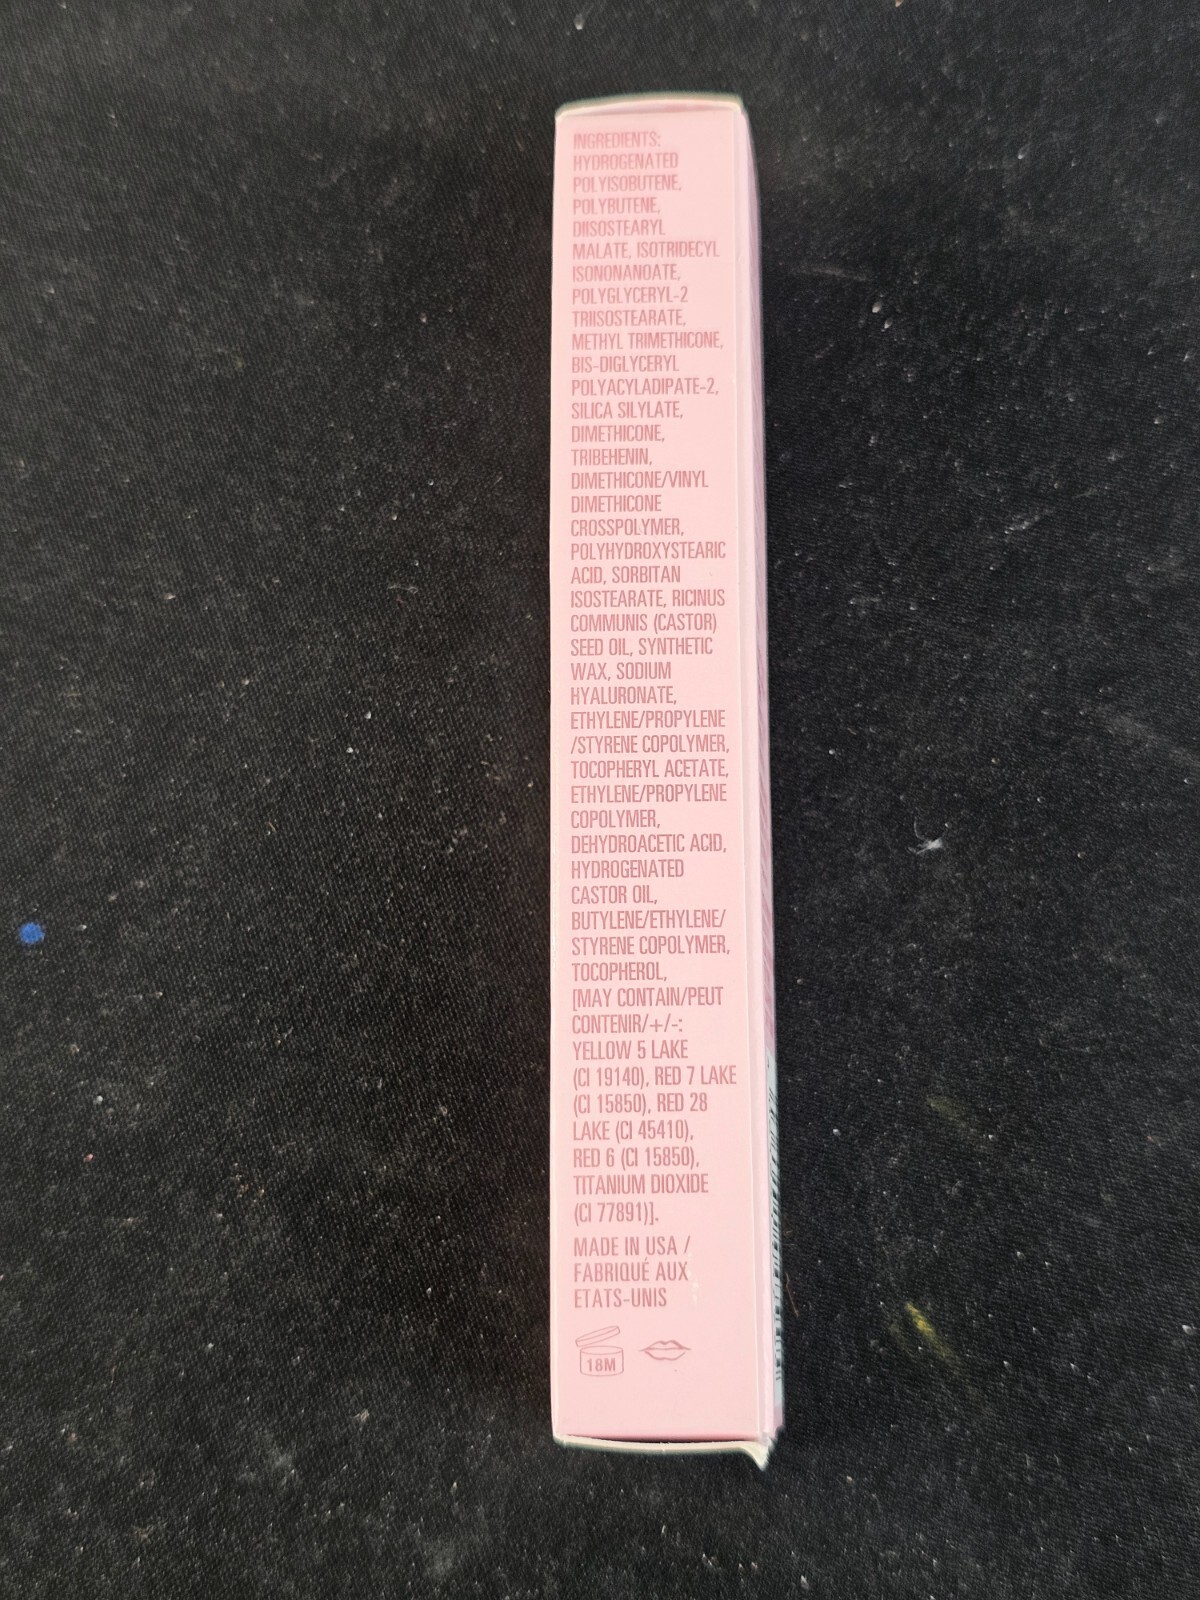 INGREDIENTS:
HYDROGENATED
POLYISOBUTENE,
POLYBUTENE,
DIISOSTEARYL
MALATE, ISOTRIDECYL
ISONONANOATE,
POLYGLYCERYL-2
TRIISOSTEARATE,
METHYL TRIMETHICONE,
BIS-DIGLYCERYL
POLYACYLADIPATE-2,
SILICA SILYLATE,
DIMETHICONE,
TRIBEHENIN,
DIMETHICONE/VINYL
DIMETHICONE
CROSSPOLYMER,
POLYHYDROXYSTEARIC
ACID, SORBITAN
ISOSTEARATE, RICINUS
COMMUNIS (CASTOR)
SEED OIL, SYNTHETIC
WAX, SODIUM
HYALURONATE,
ETHYLENE/PROPYLENE
/STYRENE COPOLYMER,
TOCOPHERYL ACETATE,
ETHYLENE/PROPYLENE
COPOLYMER,
DEHYDROACETIC ACID,
HYDROGENATED
CASTOR OIL,
BUTYLENE/ETHYLENE/
STYRENE COPOLYMER,
TOCOPHEROL,
[MAY CONTAIN/PEUT
CONTENIR/+/-:
YELLOW 5 LAKE
(CI 19140), RED 7 LAKE
(CI 15850), RED 28
LAKE (CI 45410),
RED 6 (CI 15850),
TITANIUM DIOXIDE
(CI 77891)].
MADE IN USA /
FABRIQUÉ AUX
ETATS-UNIS
18M